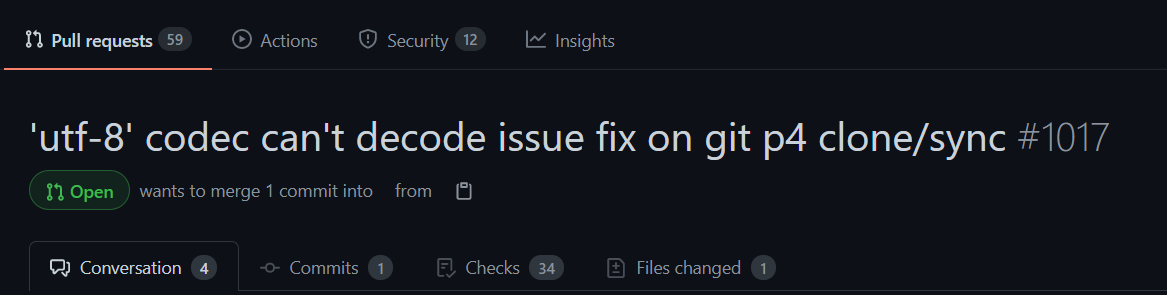 Pull requests 59 Actions Security 12 Insights
'utf-8' codec can't decode issue fix on git p4 clone/sync #1017
Open wants to merge 1 commit into from
Conversation 4 Commits 1 Checks 34 Files changed 1